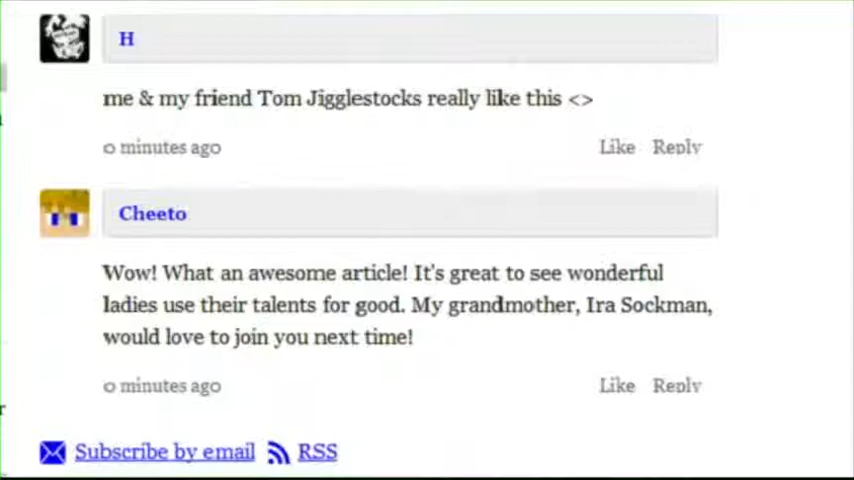 H
me & my friend Tom Jigglestocks really like this <>
0 minutes ago Like Reply
Cheeto
Wow! What an awesome article! It's great to see wonderful
ladies use their talents for good. My grandmother, Ira Sockman,
would love to join you next time!
0 minutes ago Like Reply
Subscribe by email RSS